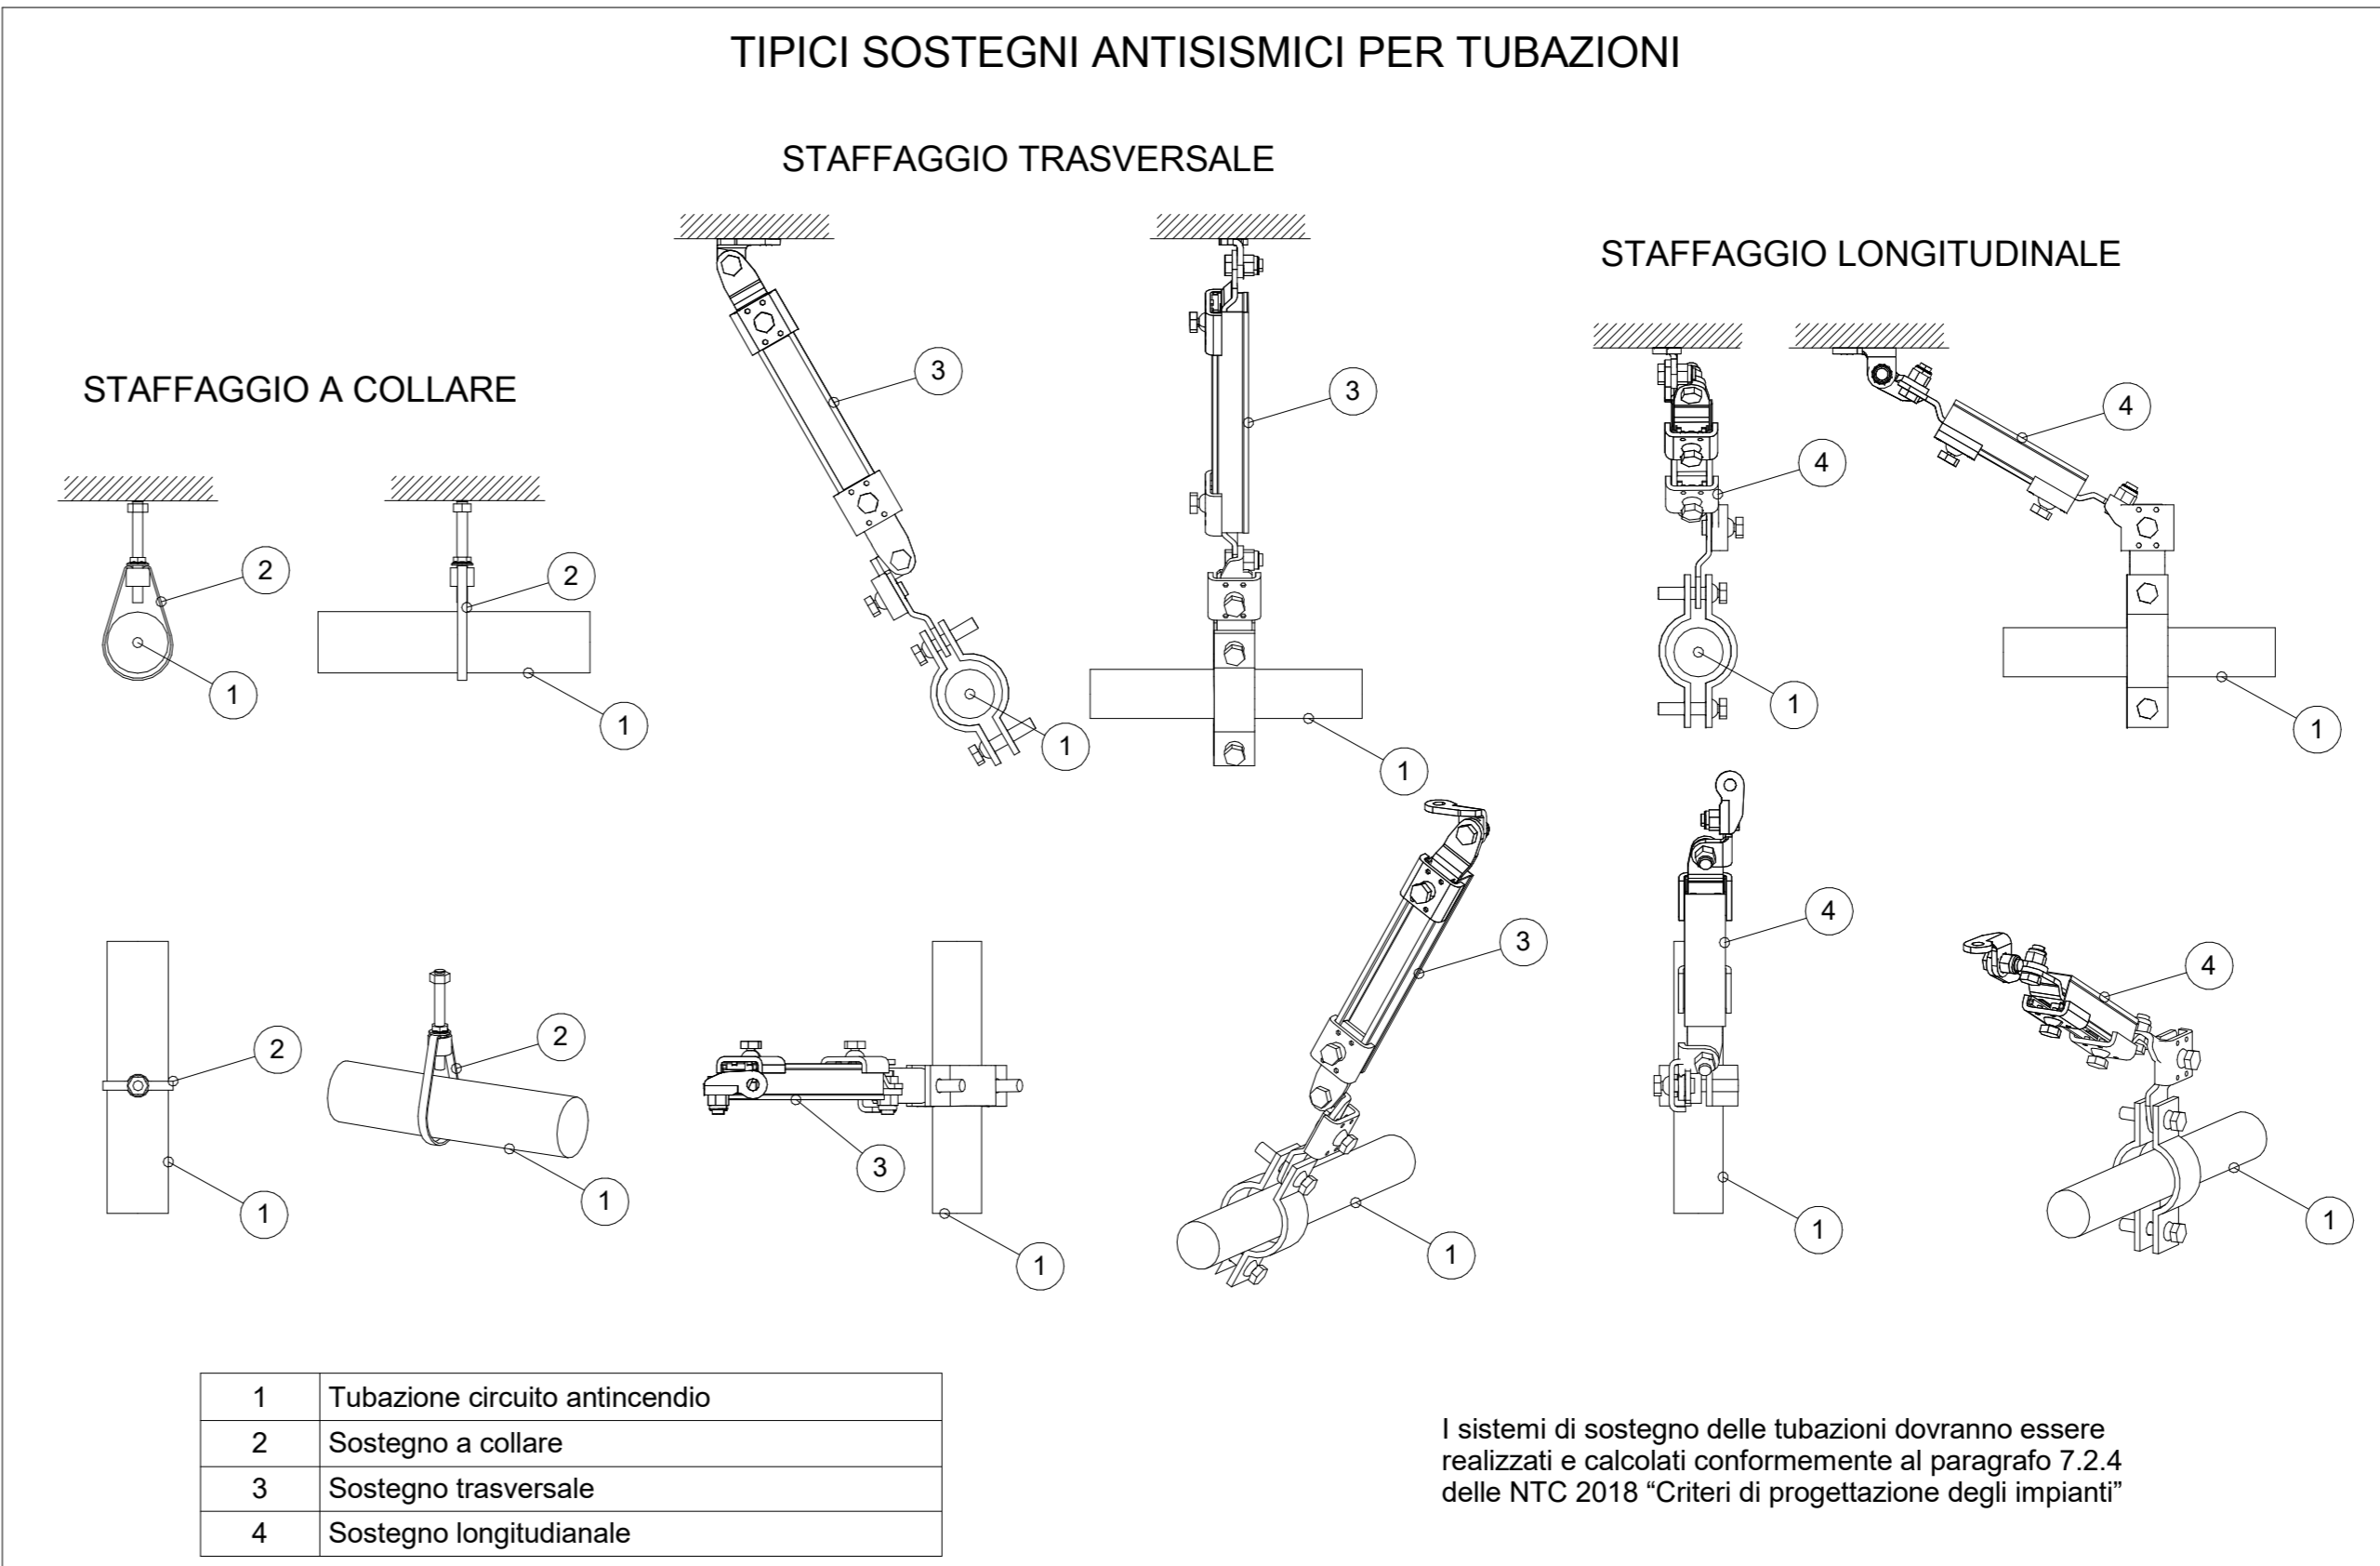 TIPICI SOSTEGNI ANTISISMICI PER TUBAZIONI
STAFFAGGIO TRASVERSALE
STAFFAGGIO LONGITUDINALE
STAFFAGGIO A COLLARE
3
3
4
4
2
2
1
1
1
1
1
1
2
2
1
1
3
1
3
1
4
1
4
1
1 Tubazione circuito antincendio
2 Sostegno a collare
3 Sostegno trasversale
4 Sostegno longitudianale
I sistemi di sostegno delle tubazioni dovranno essere
realizzati e calcolati conformemente al paragrafo 7.2.4
delle NTC 2018 “Criteri di progettazione degli impianti”